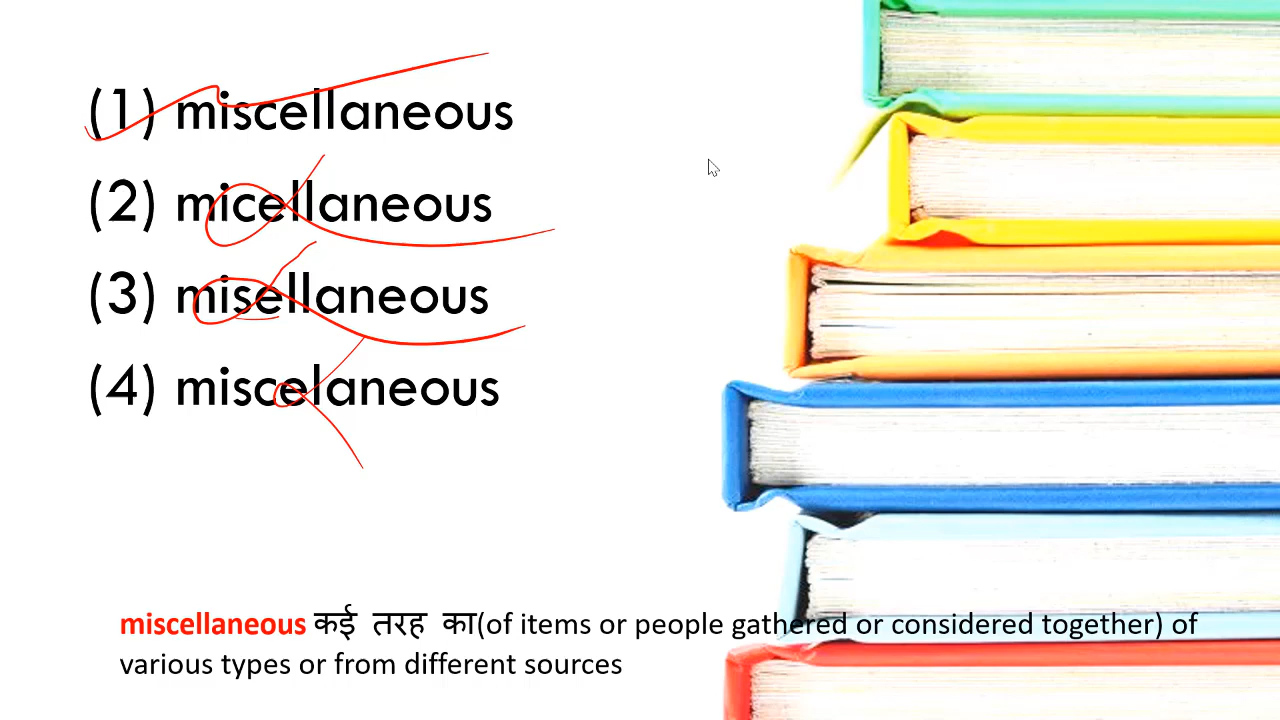 (1) miscellaneous
(2) micellaneous
(3) misellaneous
(4) miscelaneous
miscellaneous कई तरह का(of items or people gathered or considered together) of
various types or from different sources